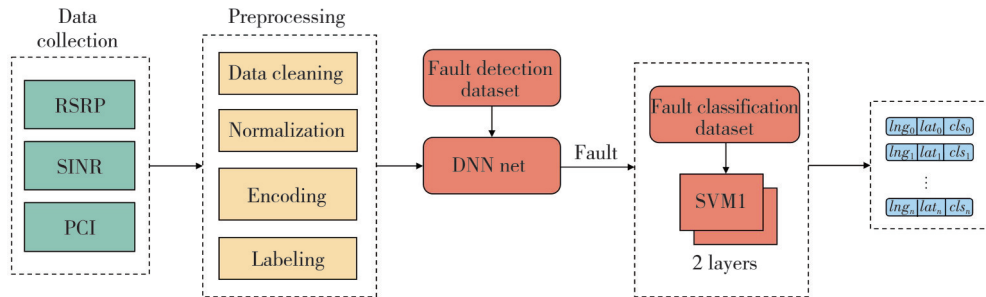 Data
collection
RSRP
SINR
PCI
Preprocessing
Data cleaning
Normalization
Encoding
Labeling
Fault detection
dataset
DNN net
Fault
Fault classification
dataset
SVM1
2 layers
lng₀ lat₀ cls₀
lng₁ lat₁ cls₁
⋮
lngₙ latₙ clsₙ